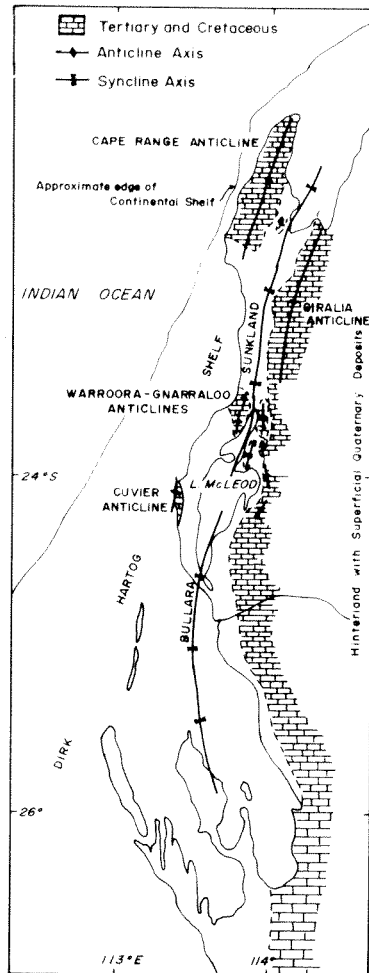 Tertiary and Cretaceous
Anticline Axis
Syncline Axis
CAPE RANGE ANTICLINE
Approximate edge of
Continental Shelf
INDIAN OCEAN
GIRALIA
ANTICLINE
SHELF
SUNKLAND
WARROORA-GNARRALOO
ANTICLINES
24°S
L. McLEOD
CUVIER
ANTICLINE
Hinterland with Superficial Quaternary Deposits
HARTOG
BULLARA
DIRK
26°
113°E
114°